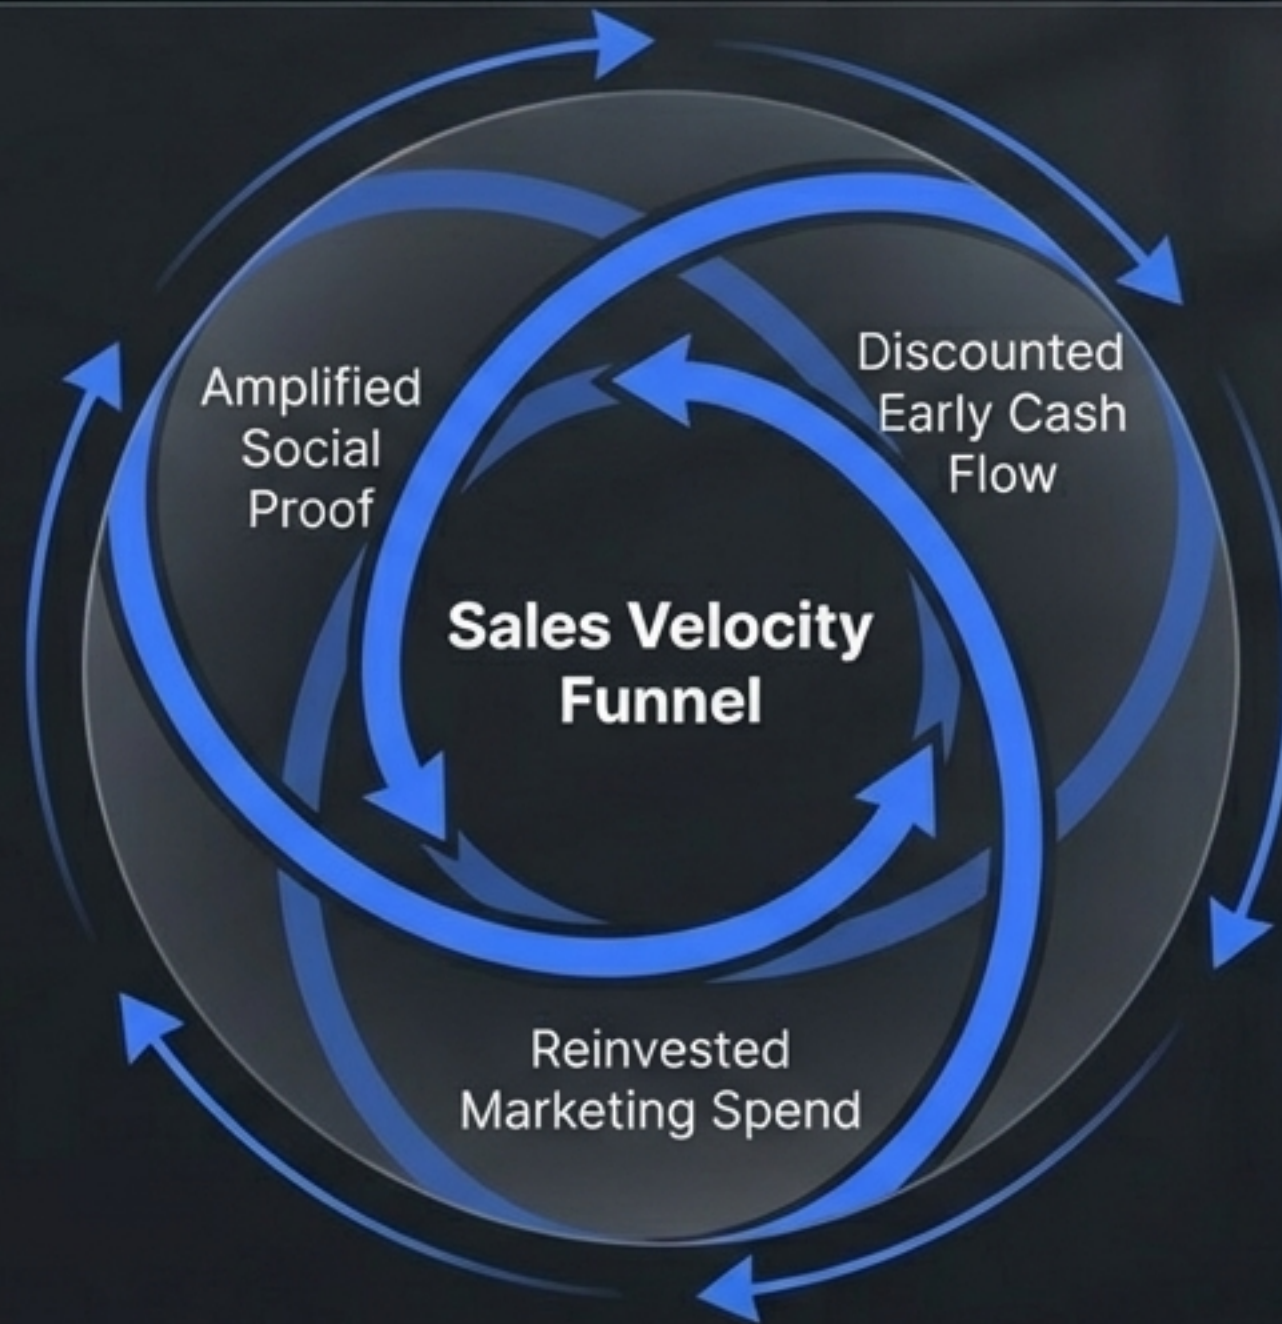 Amplified
Social
Proof
Discounted
Early Cash
Flow
Sales Velocity
Funnel
Reinvested
Marketing Spend